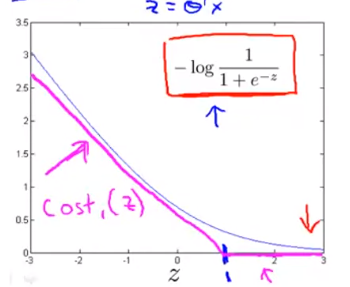 z = θᵀx
3.5
3
2.5
2
1.5
1
0.5
0
-log 1/(1 + e^{-z})
cost₁(z)
-3 -2 -1 0 1 2 3
z